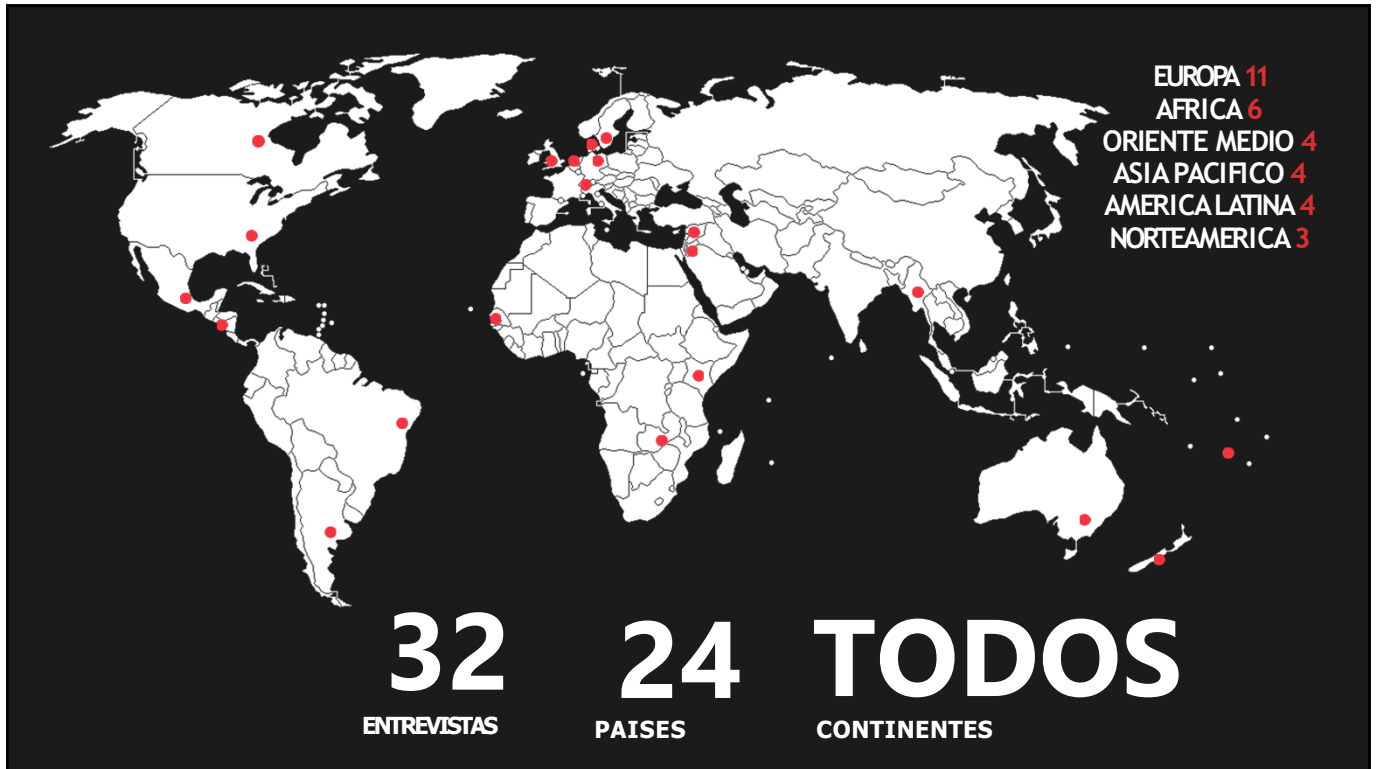 EUROPA 11
AFRICA 6
ORIENTE MEDIO 4
ASIA PACIFICO 4
AMERICA LATINA 4
NORTEAMERICA 3
32 24 TODOS
ENTREVISTAS PAISES CONTINENTES